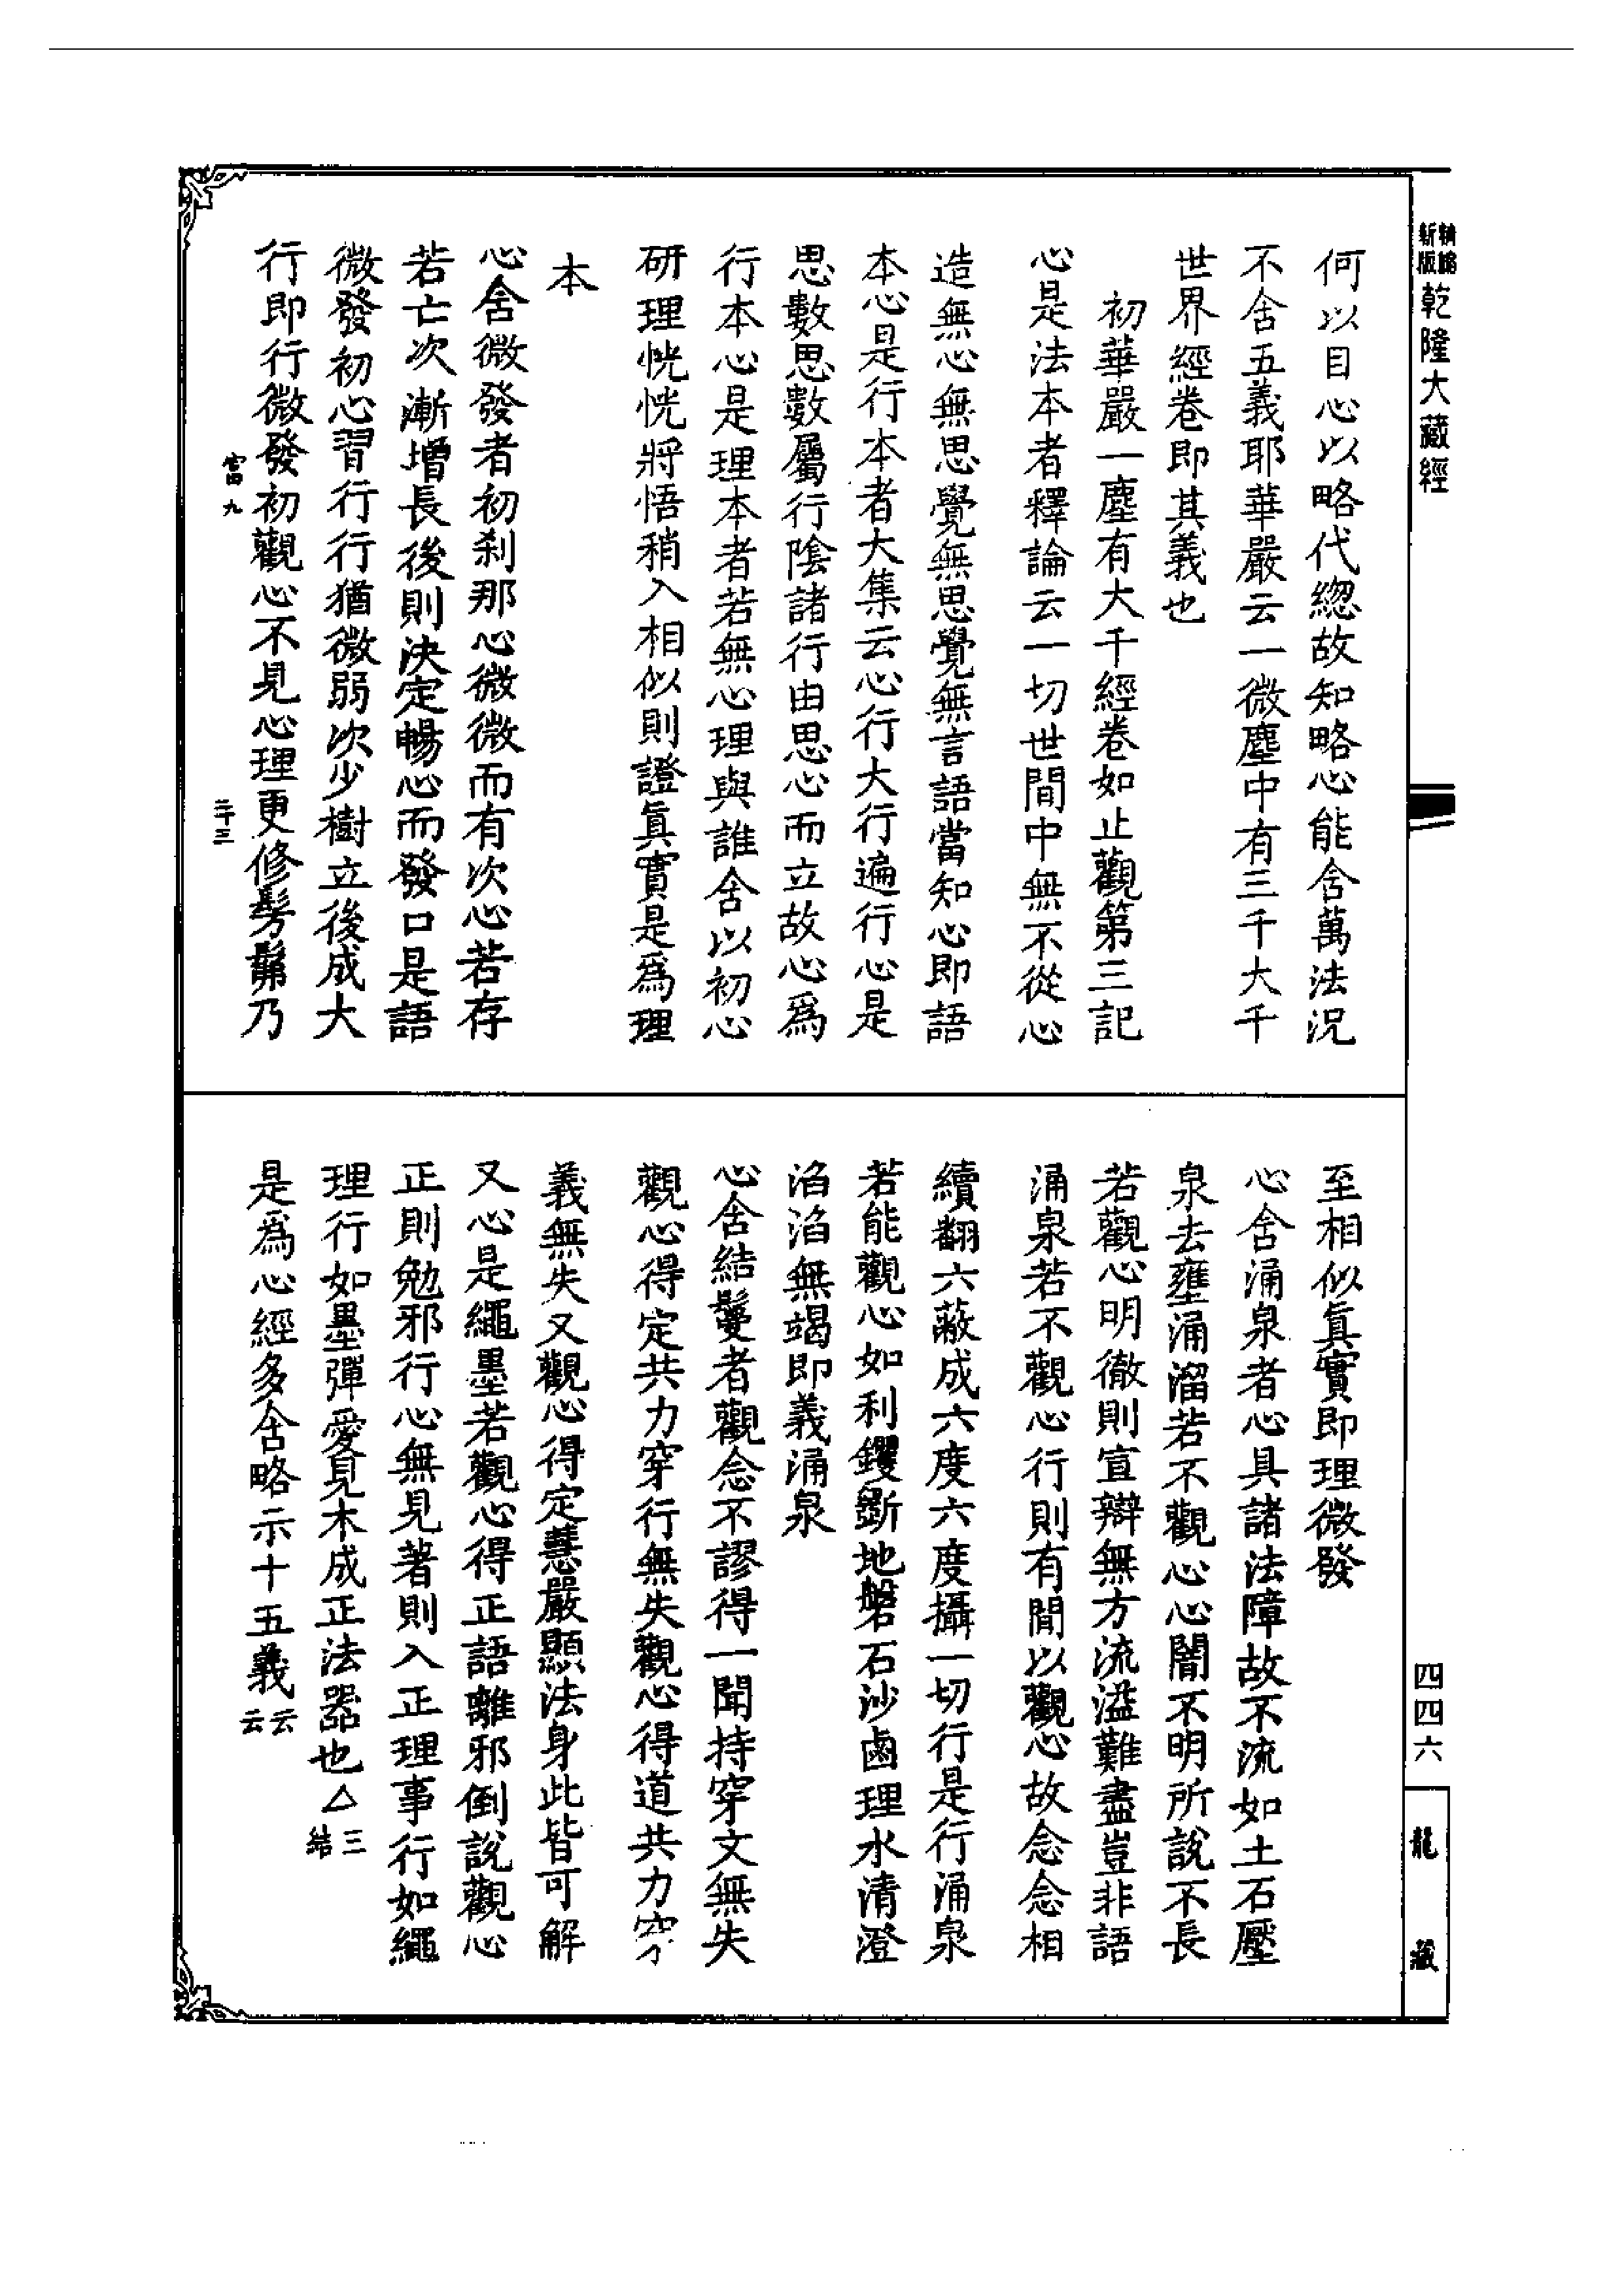 新版 乾隆大藏經
四四六
龍藏
何以目心以略代緫故知略心能含萬法況
不含五義耶華嚴云一微塵中有三千大千
世界經卷即其義也
初華嚴一塵有大千經卷如止觀第三記
心是法本者釋論云一切世間中無不從心
造無心無思覺無思覺無言語當知心即語
本心是行本者大集云心行大行遍行心是
思數思數屬行陰諸行由思心而立故心爲
行本心是理本者若無心理與誰含以初心
研理恍恍將悟稍入相似則證眞實是爲理
本
心含微發者初刹那心微微而有次心若存
若亡次漸增長後則決定暢心而發口是語
微發初心習行行猶微弱次少樹立後成大
行即行微發初觀心不見心理更修髣髴乃
富九
二十三
至相似眞實即理微發
心含涌泉者心具諸法障故不流如土石壓
泉去壅涌溜若不觀心心闇不明所說不長
若觀心明徹則宣辯無方流溢難盡豈非語
涌泉若不觀心行則有間以觀心故念念相
續翻六蔽成六度六度攝一切行是行涌泉
若能觀心如利钁斲地磐石沙鹵理水清澄
滔滔無竭即義涌泉
心含結鬘者觀念不謬得一聞持穿文無失
觀心得定共力穿行無失觀心得道共力穿
義無失又觀心得定慧嚴顯法身此皆可解
又心是繩墨若觀心得正語離邪倒說觀心
正則勉邪行心無見著則入正理事行如繩
理行如墨彈愛見木成正法器也△三結
是爲心經多含略示十五義云云